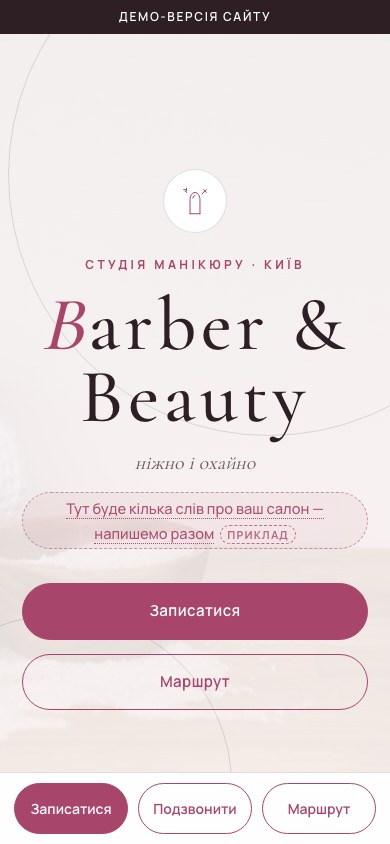 ДЕМО-ВЕРСІЯ САЙТУ
СТУДІЯ МАНІКЮРУ · КИЇВ
Barber &
Beauty
ніжно і охайно
Тут буде кілька слів про ваш салон —
напишемо разом ПРИКЛАД
Записатися
Маршрут
Записатися Подзвонити Маршрут